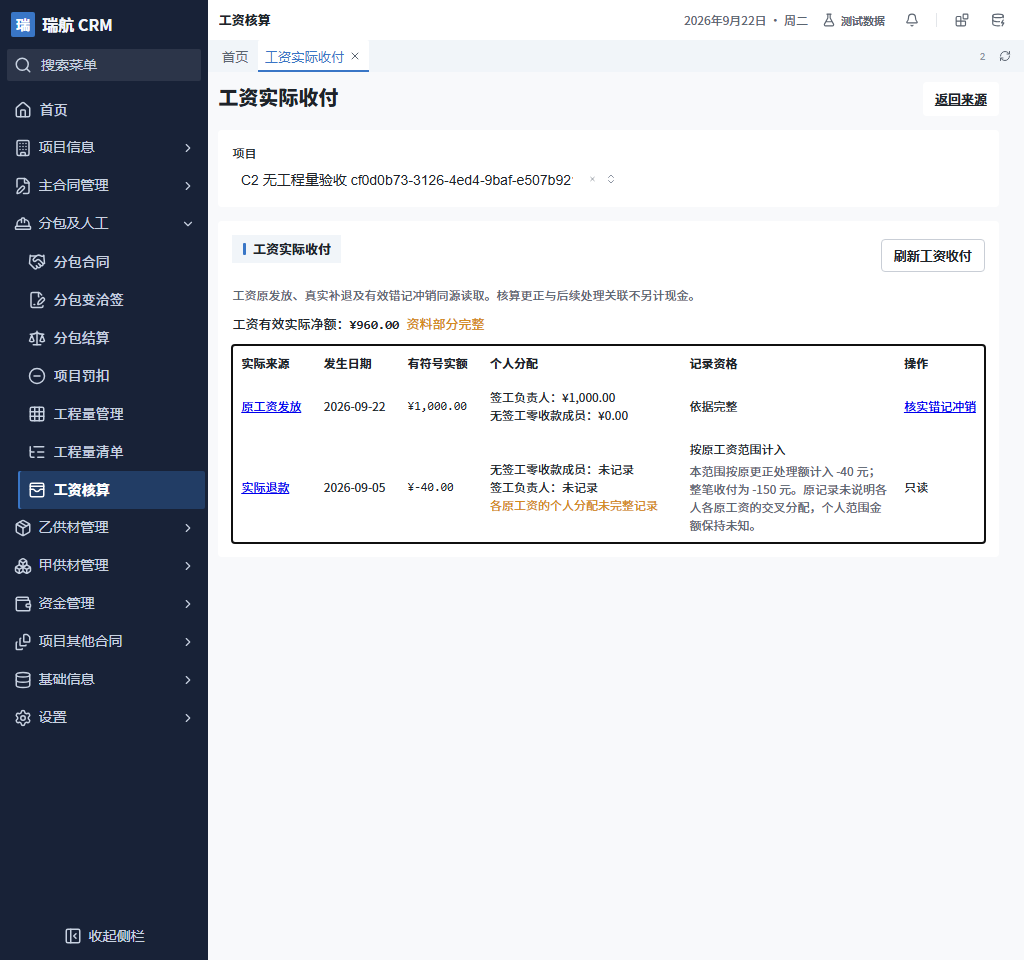 瑞 瑞航 CRM
搜索菜单
首页
项目信息
主合同管理
分包及人工
分包合同
分包变洽签
分包结算
项目罚扣
工程量管理
工程量清单
工资核算
乙供材管理
甲供材管理
资金管理
项目其他合同
基础信息
设置
收起侧栏
工资核算
2026年9月22日 · 周二 测试数据
首页 工资实际收付 × 2
工资实际收付
返回来源
项目
C2 无工程量验收 cf0d0b73-3126-4ed4-9baf-e507b92 ×
工资实际收付
刷新工资收付
工资原发放、真实补退及有效错记冲销同源读取。核算更正与后续处理关联不另计现金。
工资有效实际净额：¥960.00 资料部分完整
实际来源 发生日期 有符号实额 个人分配 记录资格 操作
原工资发放 2026-09-22 ¥1,000.00 签工负责人：¥1,000.00 依据完整 核实错记冲销
无签工零收款成员：¥0.00
实际退款 2026-09-05 ¥-40.00 无签工零收款成员：未记录
签工负责人：未记录
各原工资的个人分配未完整记录
按原工资范围计入
本范围按原更正处理额计入 -40 元；
整笔收付为 -150 元。原记录未说明各
人各原工资的交叉分配，个人范围金
额保持未知。
只读